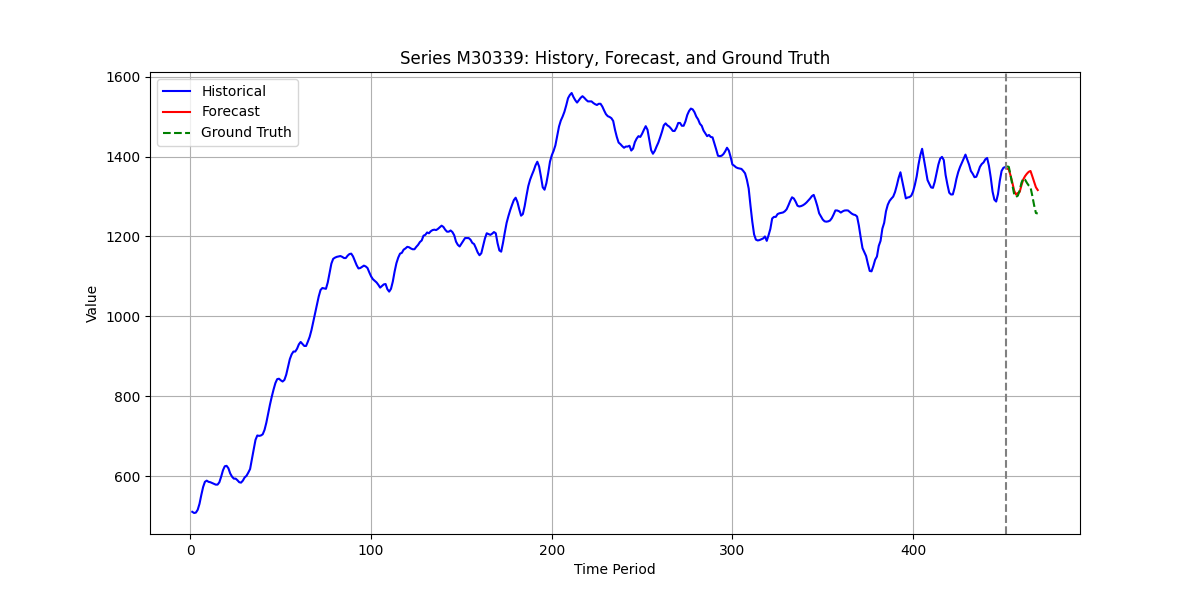 Series M30339: History, Forecast, and Ground Truth
Historical
Forecast
Ground Truth
1600
1400
1200
1000
800
600
Value
0 100 200 300 400
Time Period